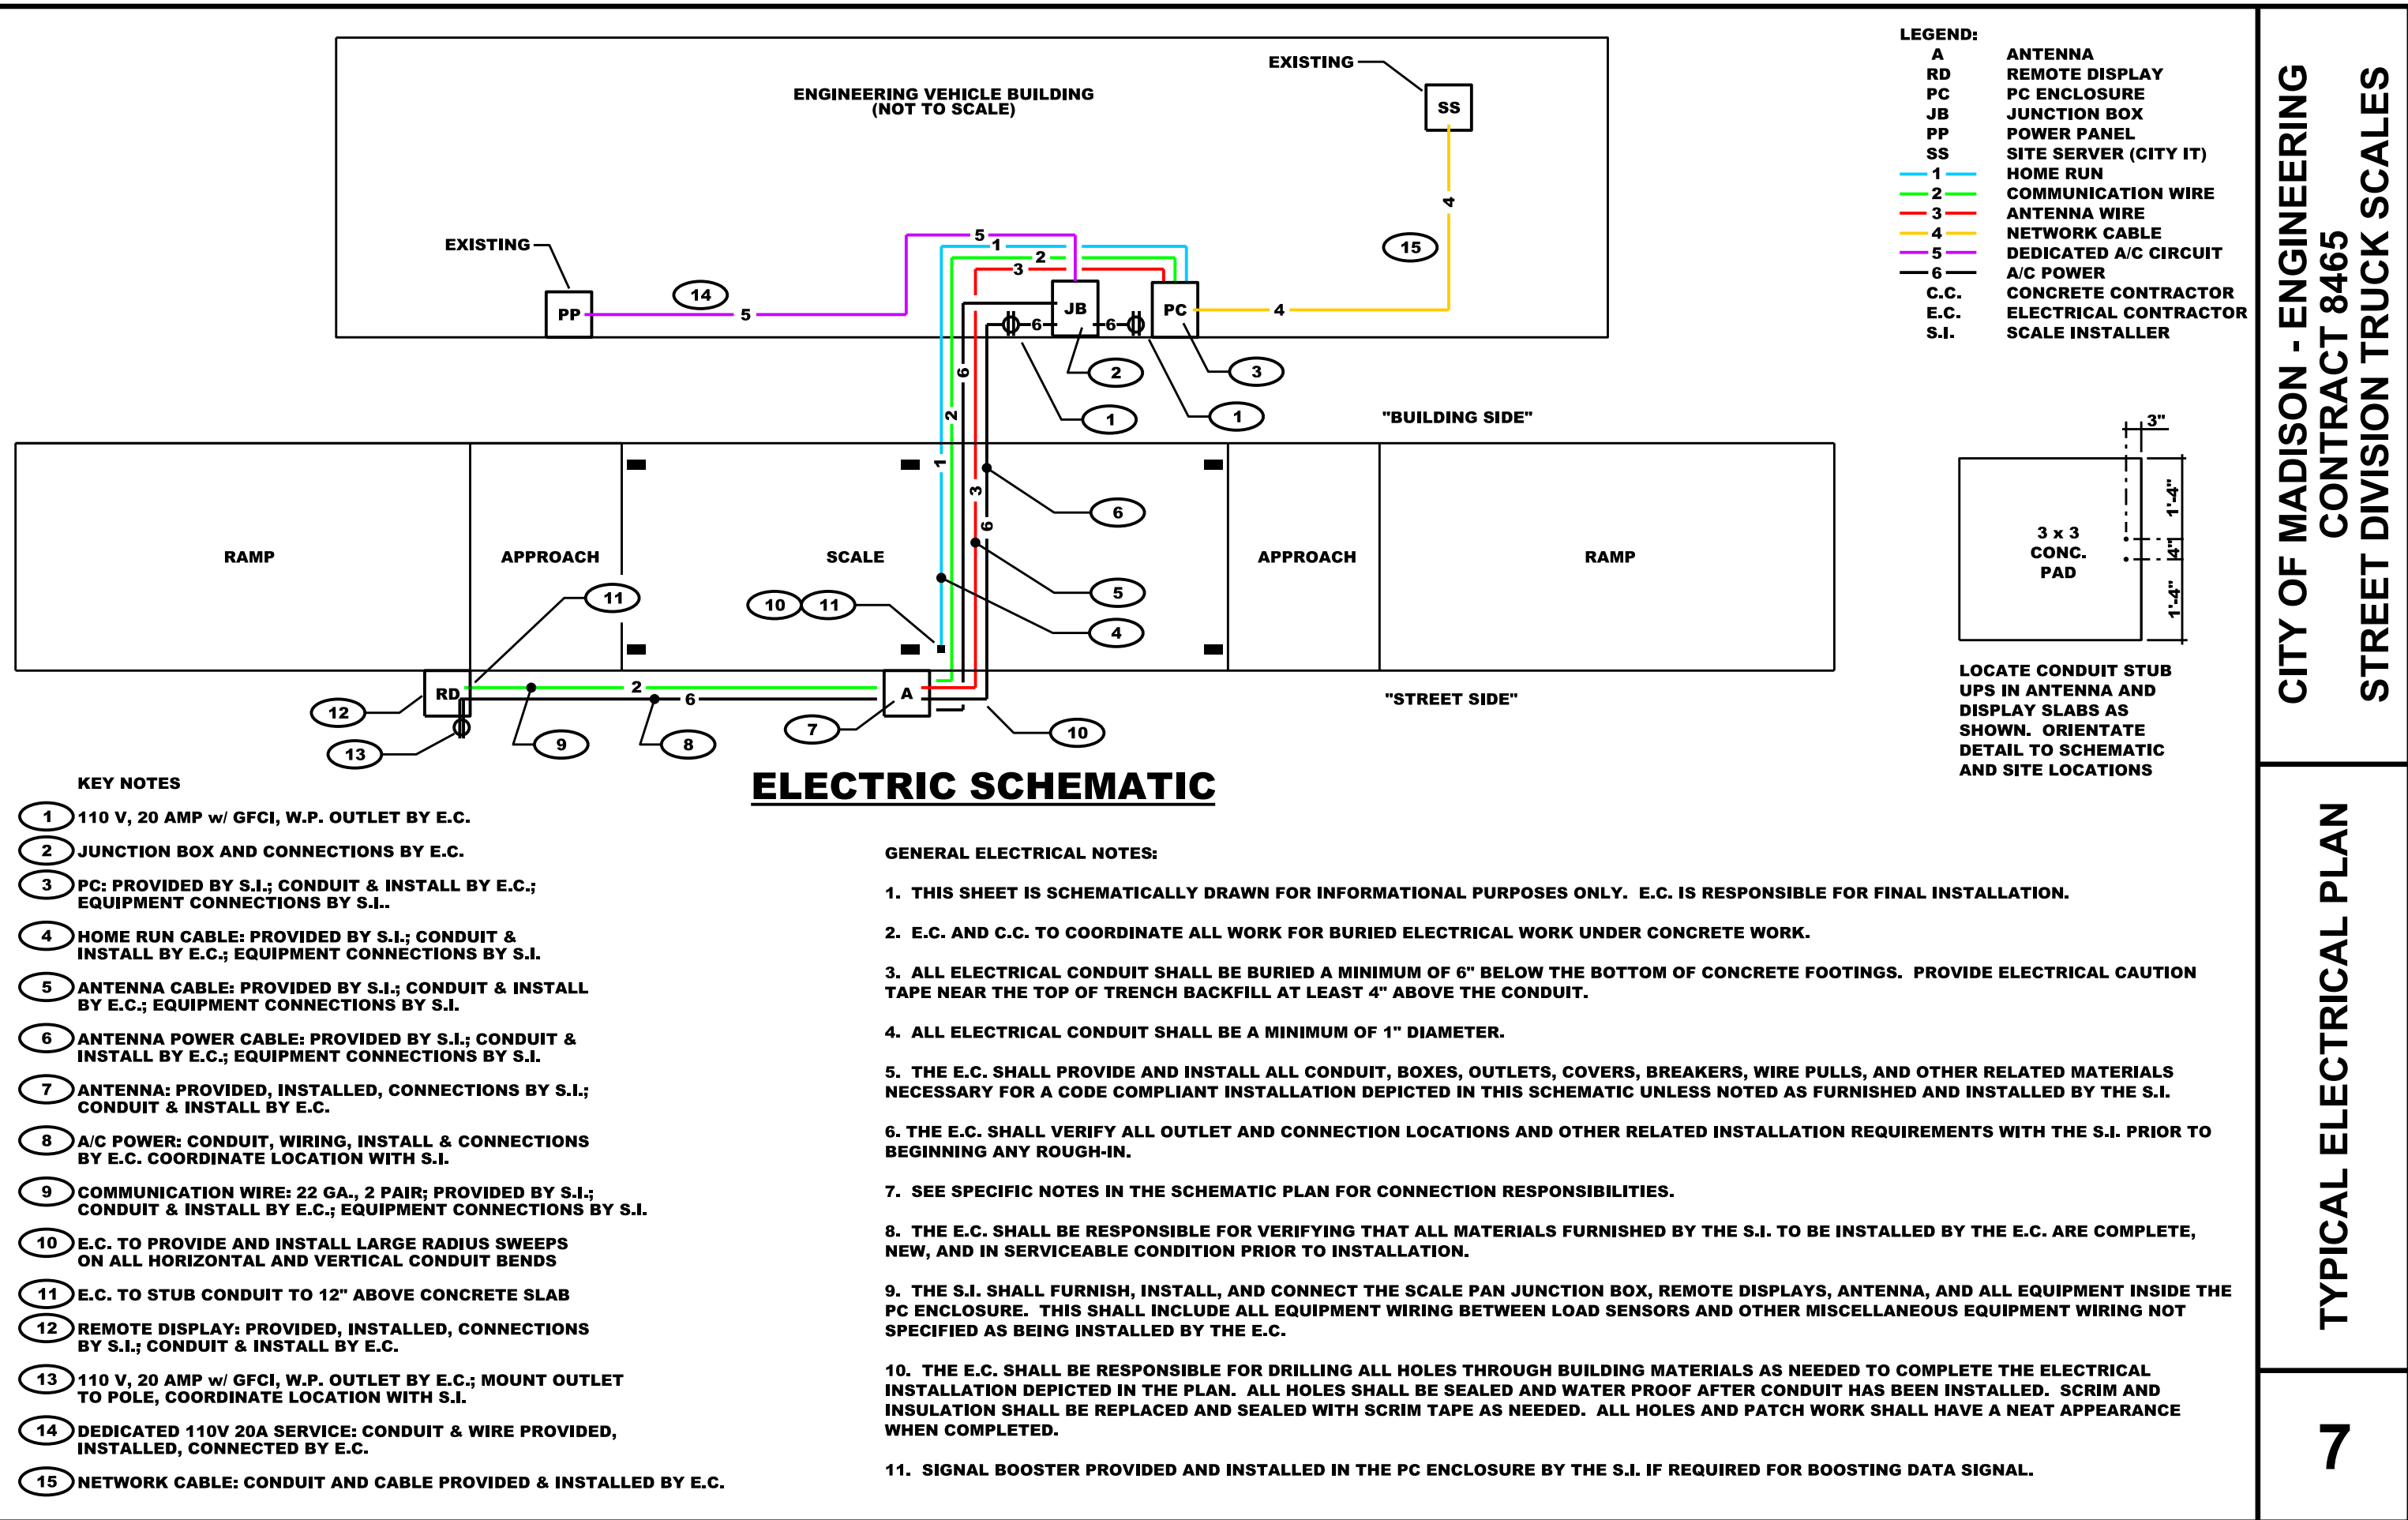 EXISTING
ENGINEERING VEHICLE BUILDING
(NOT TO SCALE)
SS
4
15
EXISTING
PP
14
5
5
1
2
3
JB
PC
4
6
6
2
3
1
1
6
2
"BUILDING SIDE"
1
3
6
6
RAMP
APPROACH
SCALE
APPROACH
RAMP
11
10
11
5
4
RD
2
6
A
"STREET SIDE"
12
13
9
8
7
10
LEGEND:
A ANTENNA
RD REMOTE DISPLAY
PC PC ENCLOSURE
JB JUNCTION BOX
PP POWER PANEL
SS SITE SERVER (CITY IT)
1 HOME RUN
2 COMMUNICATION WIRE
3 ANTENNA WIRE
4 NETWORK CABLE
5 DEDICATED A/C CIRCUIT
6 A/C POWER
C.C. CONCRETE CONTRACTOR
E.C. ELECTRICAL CONTRACTOR
S.I. SCALE INSTALLER
3"
1'-4"
4"
1'-4"
3 x 3
CONC.
PAD
LOCATE CONDUIT STUB
UPS IN ANTENNA AND
DISPLAY SLABS AS
SHOWN. ORIENTATE
DETAIL TO SCHEMATIC
AND SITE LOCATIONS
ELECTRIC SCHEMATIC
KEY NOTES
1 110 V, 20 AMP w/ GFCI, W.P. OUTLET BY E.C.
2 JUNCTION BOX AND CONNECTIONS BY E.C.
3 PC: PROVIDED BY S.I.; CONDUIT & INSTALL BY E.C.;
EQUIPMENT CONNECTIONS BY S.I..
4 HOME RUN CABLE: PROVIDED BY S.I.; CONDUIT &
INSTALL BY E.C.; EQUIPMENT CONNECTIONS BY S.I.
5 ANTENNA CABLE: PROVIDED BY S.I.; CONDUIT & INSTALL
BY E.C.; EQUIPMENT CONNECTIONS BY S.I.
6 ANTENNA POWER CABLE: PROVIDED BY S.I.; CONDUIT &
INSTALL BY E.C.; EQUIPMENT CONNECTIONS BY S.I.
7 ANTENNA: PROVIDED, INSTALLED, CONNECTIONS BY S.I.;
CONDUIT & INSTALL BY E.C.
8 A/C POWER: CONDUIT, WIRING, INSTALL & CONNECTIONS
BY E.C. COORDINATE LOCATION WITH S.I.
9 COMMUNICATION WIRE: 22 GA., 2 PAIR; PROVIDED BY S.I.;
CONDUIT & INSTALL BY E.C.; EQUIPMENT CONNECTIONS BY S.I.
10 E.C. TO PROVIDE AND INSTALL LARGE RADIUS SWEEPS
ON ALL HORIZONTAL AND VERTICAL CONDUIT BENDS
11 E.C. TO STUB CONDUIT TO 12" ABOVE CONCRETE SLAB
12 REMOTE DISPLAY: PROVIDED, INSTALLED, CONNECTIONS
BY S.I.; CONDUIT & INSTALL BY E.C.
13 110 V, 20 AMP w/ GFCI, W.P. OUTLET BY E.C.; MOUNT OUTLET
TO POLE, COORDINATE LOCATION WITH S.I.
14 DEDICATED 110V 20A SERVICE: CONDUIT & WIRE PROVIDED,
INSTALLED, CONNECTED BY E.C.
15 NETWORK CABLE: CONDUIT AND CABLE PROVIDED & INSTALLED BY E.C.
GENERAL ELECTRICAL NOTES:
1. THIS SHEET IS SCHEMATICALLY DRAWN FOR INFORMATIONAL PURPOSES ONLY. E.C. IS RESPONSIBLE FOR FINAL INSTALLATION.
2. E.C. AND C.C. TO COORDINATE ALL WORK FOR BURIED ELECTRICAL WORK UNDER CONCRETE WORK.
3. ALL ELECTRICAL CONDUIT SHALL BE BURIED A MINIMUM OF 6" BELOW THE BOTTOM OF CONCRETE FOOTINGS. PROVIDE ELECTRICAL CAUTION
TAPE NEAR THE TOP OF TRENCH BACKFILL AT LEAST 4" ABOVE THE CONDUIT.
4. ALL ELECTRICAL CONDUIT SHALL BE A MINIMUM OF 1" DIAMETER.
5. THE E.C. SHALL PROVIDE AND INSTALL ALL CONDUIT, BOXES, OUTLETS, COVERS, BREAKERS, WIRE PULLS, AND OTHER RELATED MATERIALS
NECESSARY FOR A CODE COMPLIANT INSTALLATION DEPICTED IN THIS SCHEMATIC UNLESS NOTED AS FURNISHED AND INSTALLED BY THE S.I.
6. THE E.C. SHALL VERIFY ALL OUTLET AND CONNECTION LOCATIONS AND OTHER RELATED INSTALLATION REQUIREMENTS WITH THE S.I. PRIOR TO
BEGINNING ANY ROUGH-IN.
7. SEE SPECIFIC NOTES IN THE SCHEMATIC PLAN FOR CONNECTION RESPONSIBILITIES.
8. THE E.C. SHALL BE RESPONSIBLE FOR VERIFYING THAT ALL MATERIALS FURNISHED BY THE S.I. TO BE INSTALLED BY THE E.C. ARE COMPLETE,
NEW, AND IN SERVICEABLE CONDITION PRIOR TO INSTALLATION.
9. THE S.I. SHALL FURNISH, INSTALL, AND CONNECT THE SCALE PAN JUNCTION BOX, REMOTE DISPLAYS, ANTENNA, AND ALL EQUIPMENT INSIDE THE
PC ENCLOSURE. THIS SHALL INCLUDE ALL EQUIPMENT WIRING BETWEEN LOAD SENSORS AND OTHER MISCELLANEOUS EQUIPMENT WIRING NOT
SPECIFIED AS BEING INSTALLED BY THE E.C.
10. THE E.C. SHALL BE RESPONSIBLE FOR DRILLING ALL HOLES THROUGH BUILDING MATERIALS AS NEEDED TO COMPLETE THE ELECTRICAL
INSTALLATION DEPICTED IN THE PLAN. ALL HOLES SHALL BE SEALED AND WATER PROOF AFTER CONDUIT HAS BEEN INSTALLED. SCRIM AND
INSULATION SHALL BE REPLACED AND SEALED WITH SCRIM TAPE AS NEEDED. ALL HOLES AND PATCH WORK SHALL HAVE A NEAT APPEARANCE
WHEN COMPLETED.
11. SIGNAL BOOSTER PROVIDED AND INSTALLED IN THE PC ENCLOSURE BY THE S.I. IF REQUIRED FOR BOOSTING DATA SIGNAL.
CITY OF MADISON - ENGINEERING
CONTRACT 8465
STREET DIVISION TRUCK SCALES
TYPICAL ELECTRICAL PLAN
7